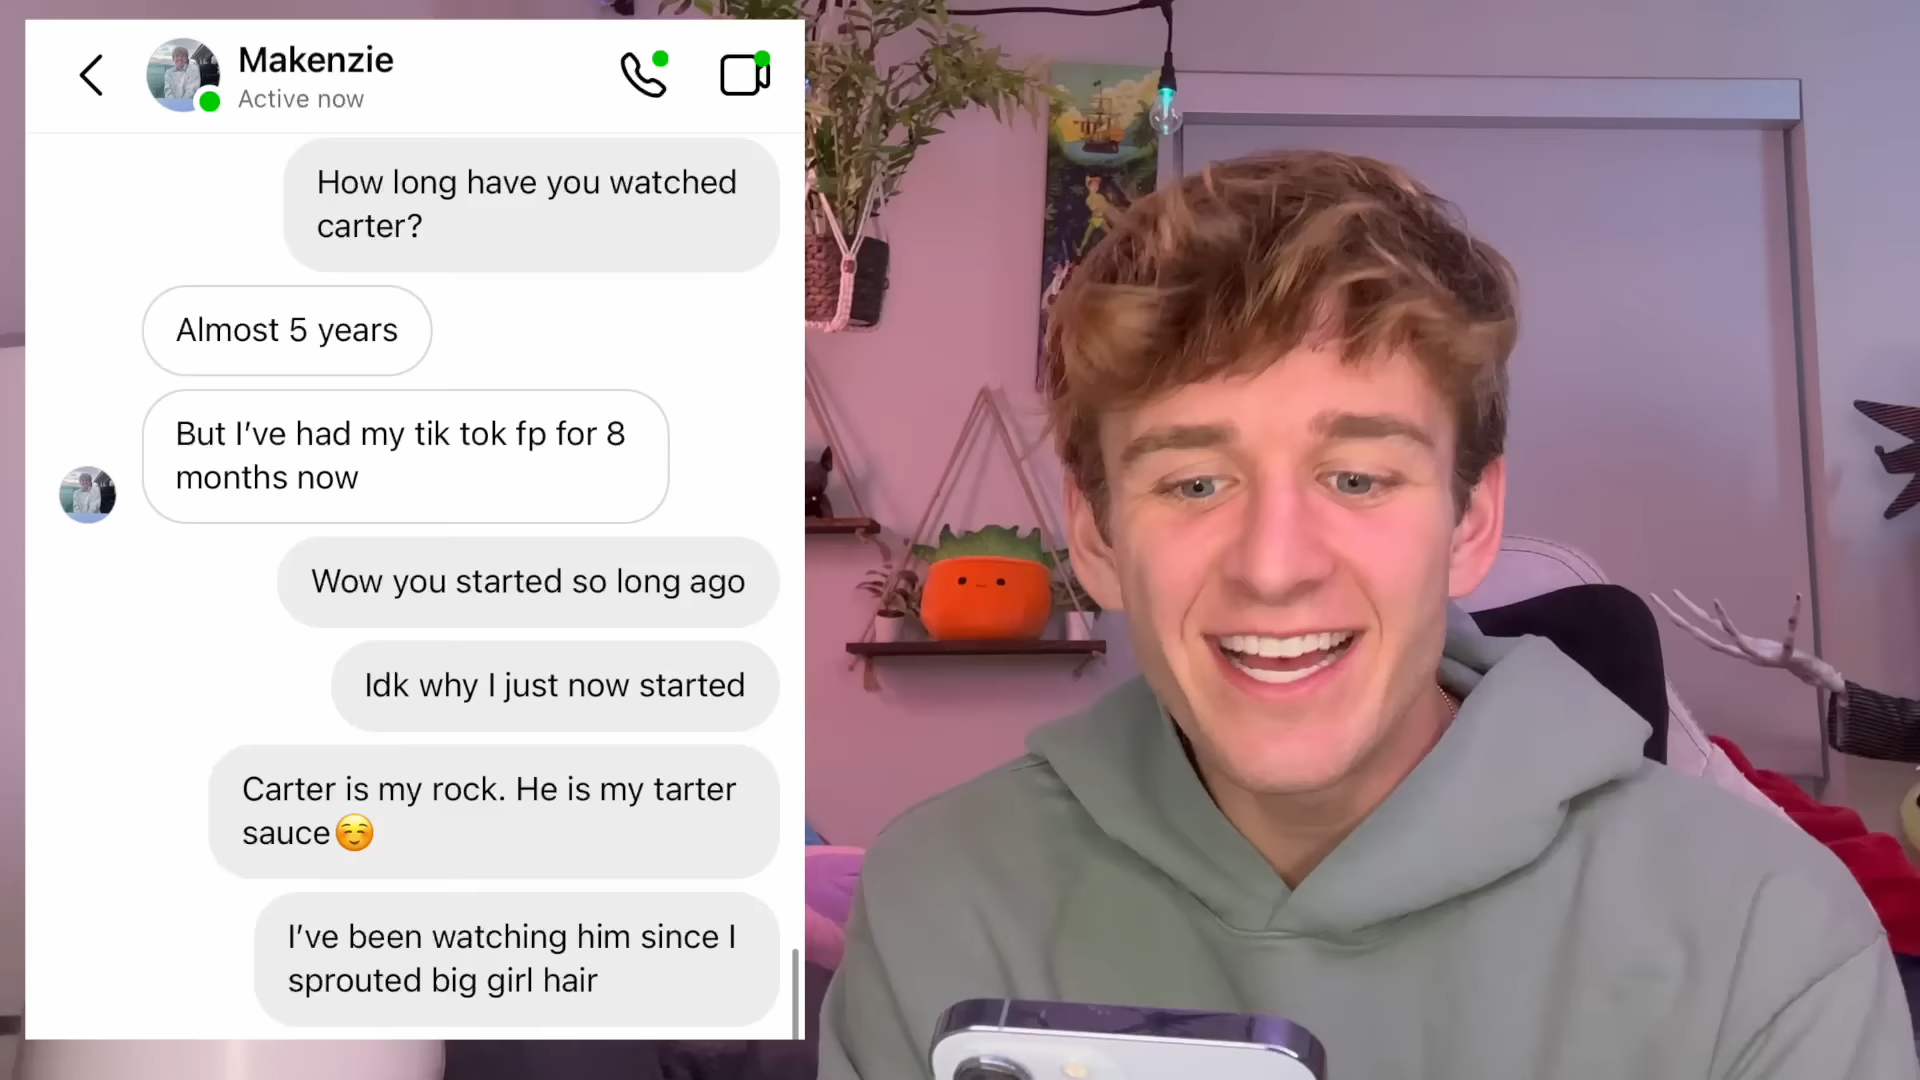 Makenzie
Active now
How long have you watched
carter?
Almost 5 years
But I’ve had my tik tok fp for 8
months now
Wow you started so long ago
Idk why I just now started
Carter is my rock. He is my tarter
sauce☺️
I’ve been watching him since I
sprouted big girl hair